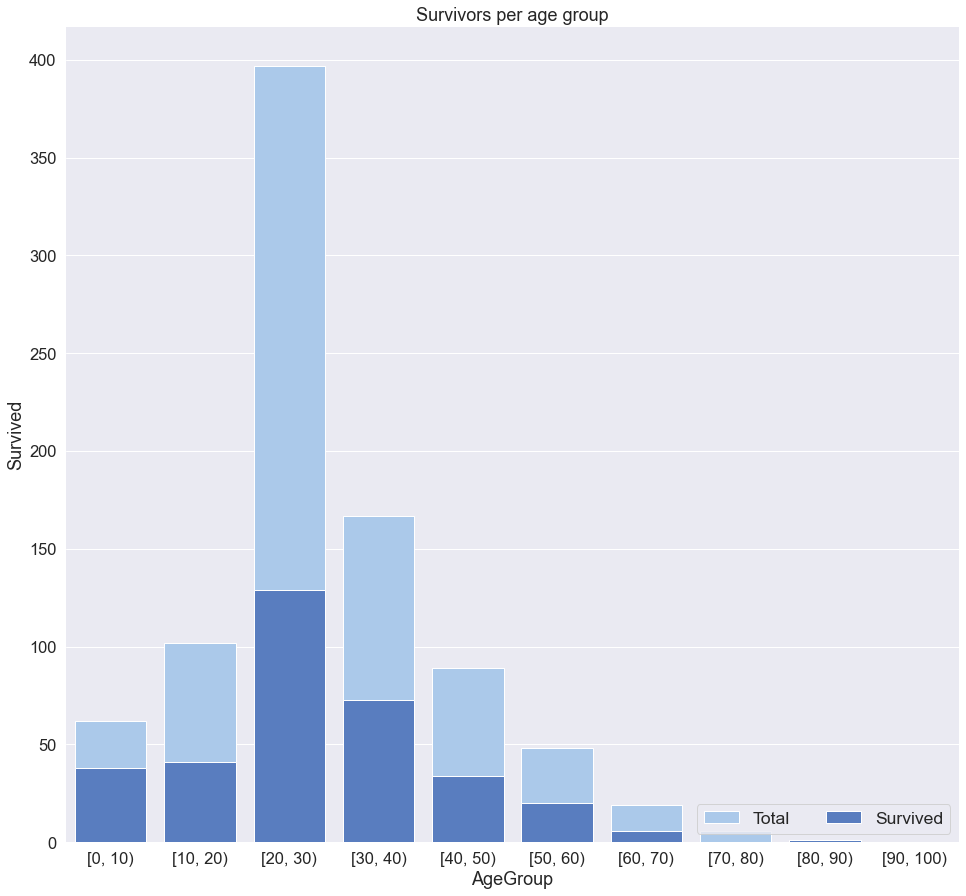 Survivors per age group
400
350
300
250
200
150
100
50
0
Survived
Total Survived
[0, 10) [10, 20) [20, 30) [30, 40) [40, 50) [50, 60) [60, 70) [70, 80) [80, 90) [90, 100)
AgeGroup